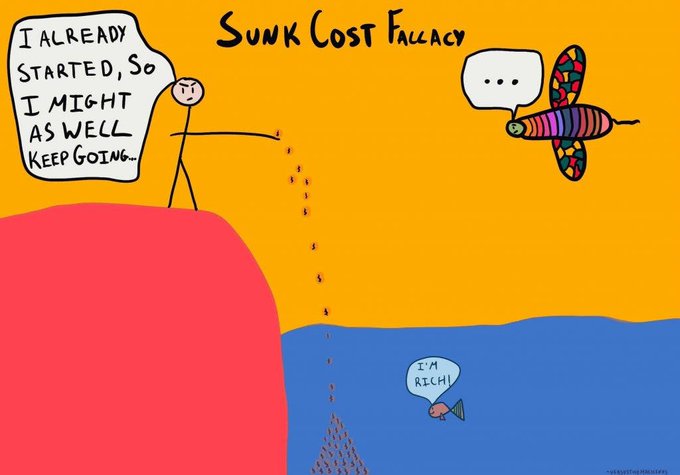 SUNK COST FALLACY
I ALREADY
STARTED, SO
I MIGHT
AS WELL
KEEP GOING...
...
I'M
RICH!